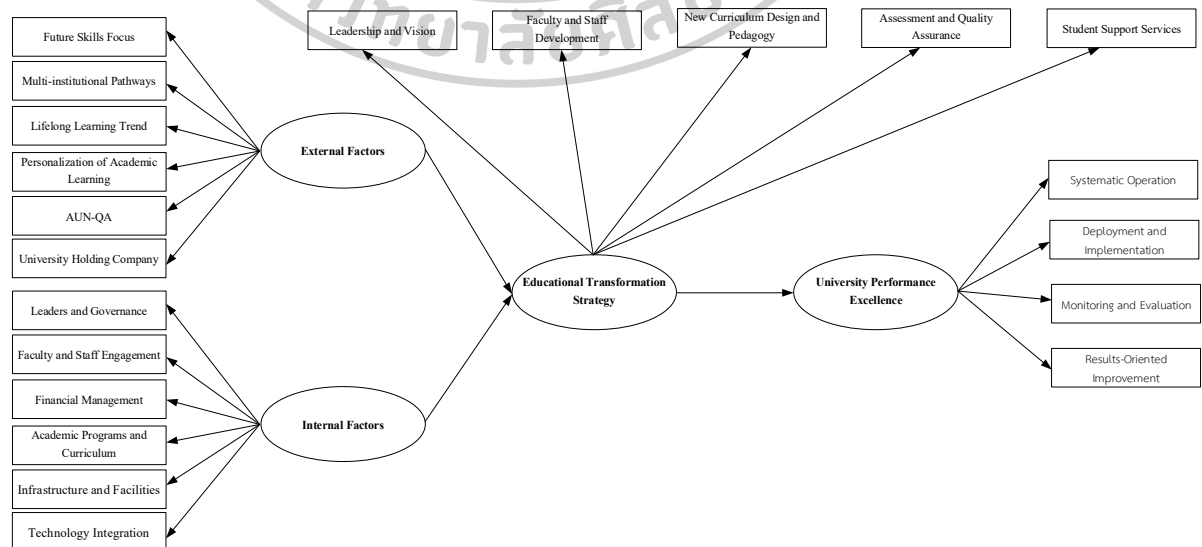 Leadership and Vision
Faculty and Staff
Development
New Curriculum Design and
Pedagogy
Assessment and Quality
Assurance
Student Support Services
Future Skills Focus
Multi-institutional Pathways
Lifelong Learning Trend
Personalization of Academic
Learning
AUN-QA
University Holding Company
External Factors
Leaders and Governance
Faculty and Staff Engagement
Financial Management
Academic Programs and
Curriculum
Infrastructure and Facilities
Technology Integration
Internal Factors
Educational Transformation
Strategy
University Performance
Excellence
Systematic Operation
Deployment and
Implementation
Monitoring and Evaluation
Results-Oriented
Improvement